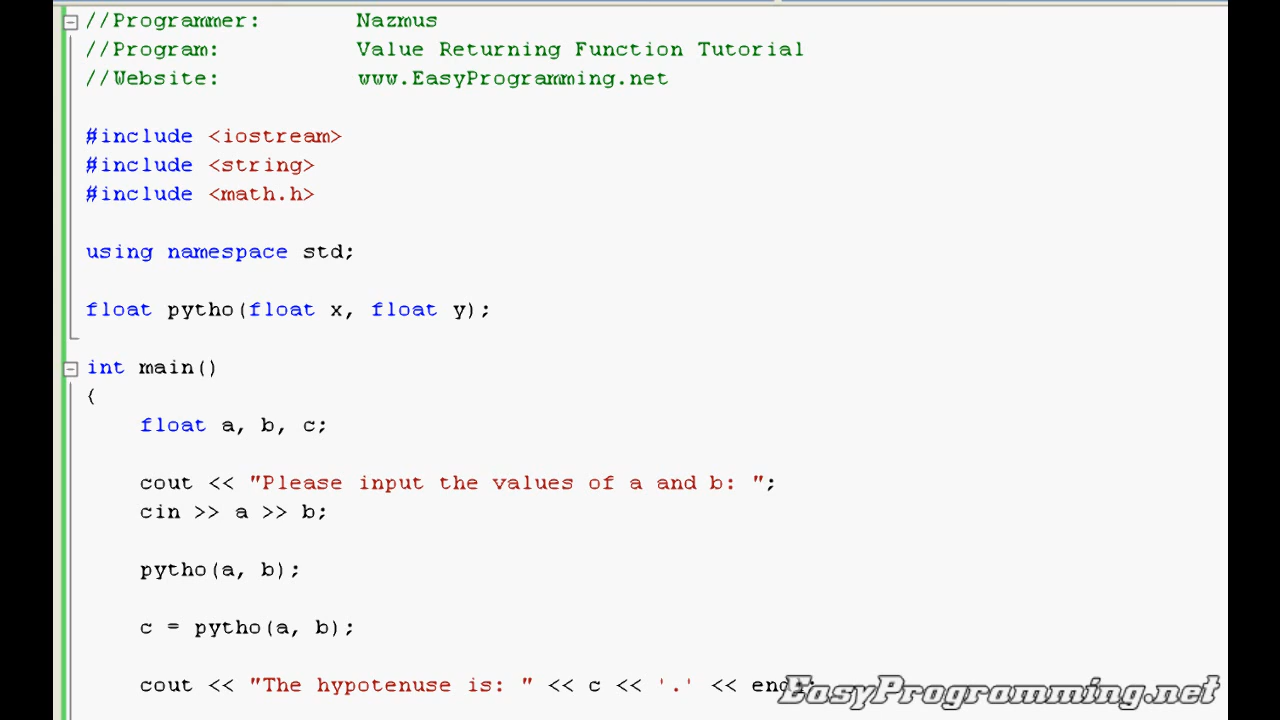 //Programmer:       Nazmus
//Program:          Value Returning Function Tutorial
//Website:          www.EasyProgramming.net
#include <iostream>
#include <string>
#include <math.h>
using namespace std;
float pytho(float x, float y);
int main()
{
    float a, b, c;
    cout << "Please input the values of a and b: ";
    cin >> a >> b;
    pytho(a, b);
    c = pytho(a, b);
    cout << "The hypotenuse is: " << c << '.' << endl;
EasyProgramming.net